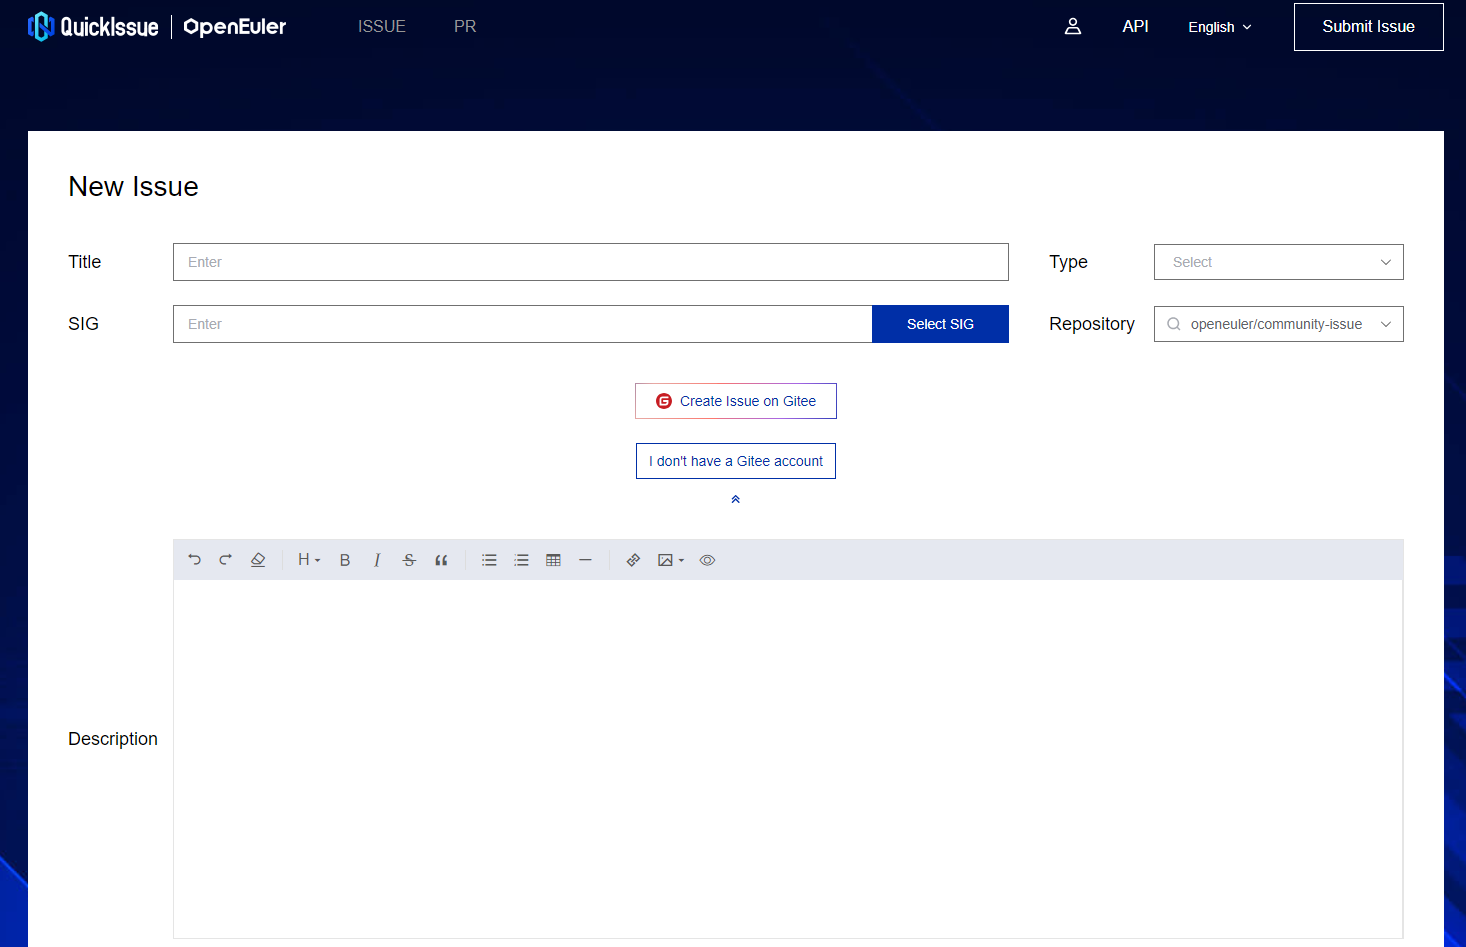 QuickIssue OpenEuler ISSUE PR API English Submit Issue
New Issue
Title Enter Type Select
SIG Enter Select SIG Repository openeuler/community-issue
Create Issue on Gitee
I don't have a Gitee account
H B I S
Description